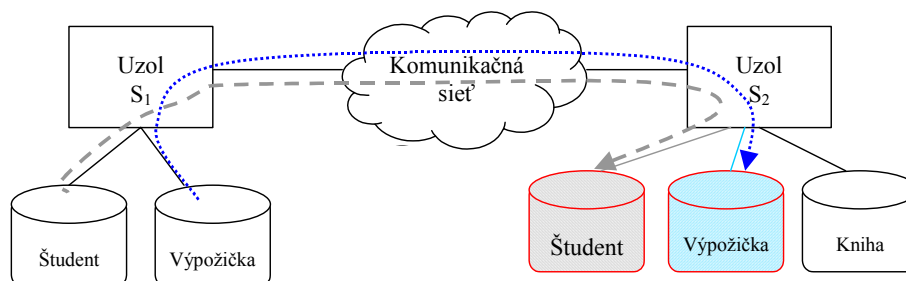 Uzol
S1
Komunikačná
sieť
Uzol
S2
Študent
Výpožička
Študent
Výpožička
Kniha